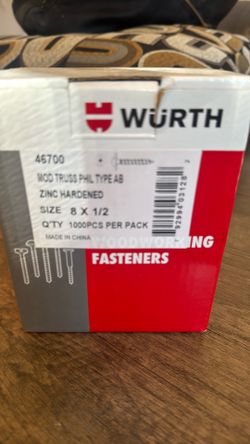 WÜRTH
46700
MOD TRUSS PHIL TYPE AB
ZINC HARDENED
SIZE 8 X 1/2
Q'TY 1000PCS PER PACK
MADE IN CHINA
WOODWORKING
FASTENERS